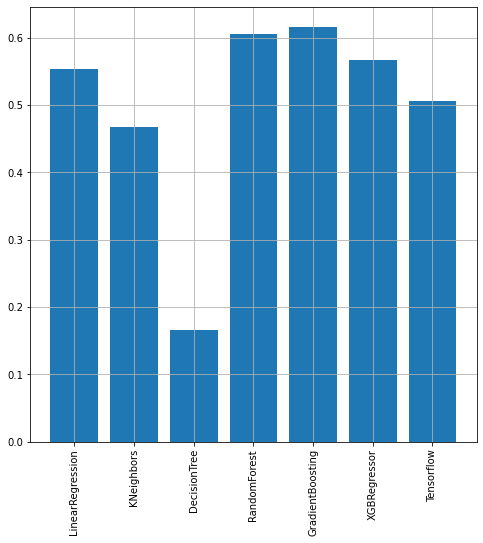 0.6
0.5
0.4
0.3
0.2
0.1
0.0
LinearRegression
KNeighbors
DecisionTree
RandomForest
GradientBoosting
XGBRegressor
Tensorflow